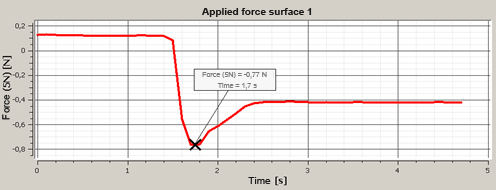 Applied force surface 1
Force (SN) [N]
0,2
0
-0,2
-0,4
-0,6
-0,8
Force (SN) = -0,77 N
Time = 1,7 s
0 1 2 3 4 5
Time [s]